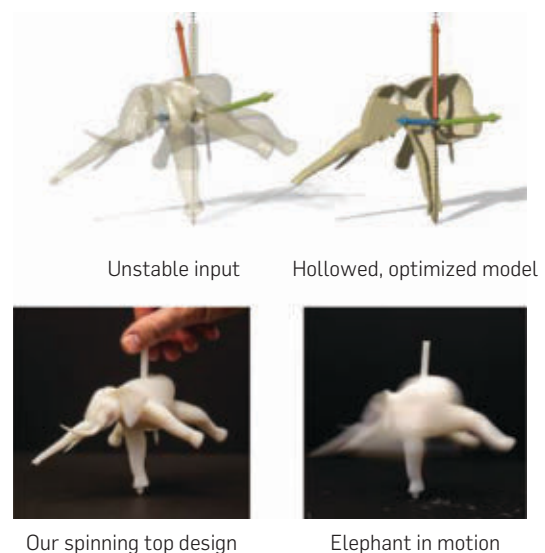 Unstable input
Hollowed, optimized model
Our spinning top design
Elephant in motion